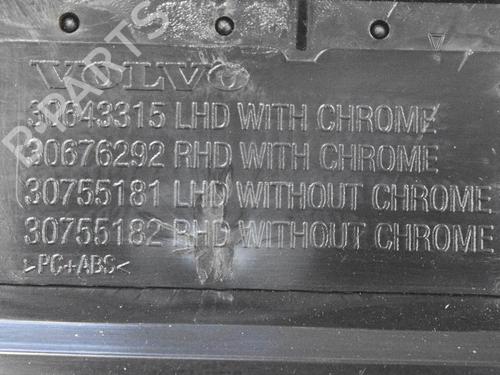 B-PARTS
VOLVO
30643315 LHD WITH CHROME
30676292 RHD WITH CHROME
30755181 LHD WITHOUT CHROME
30755182 RHD WITHOUT CHROME
>PC+ABS<